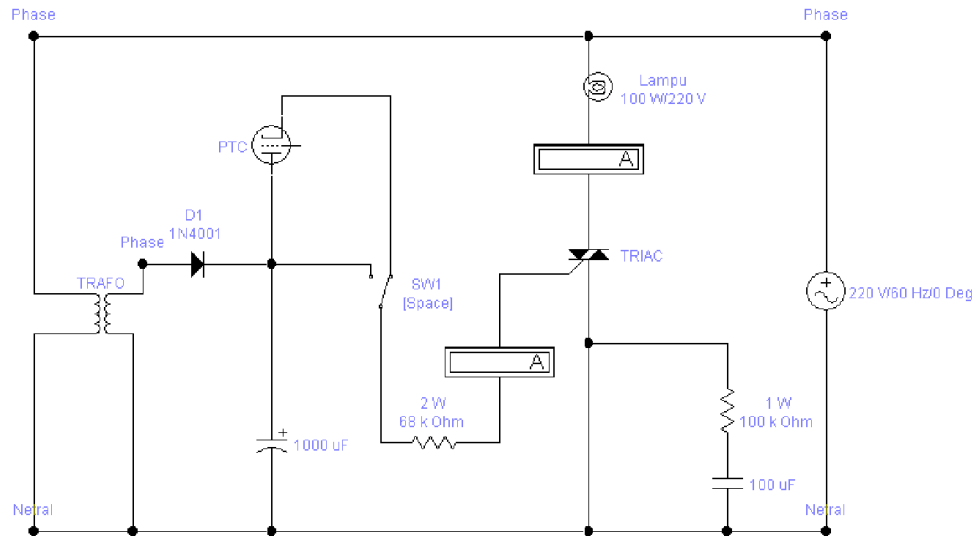 Phase
Phase
Lampu
100 W/220 V
A
PTC
D1
1N4001
Phase
TRAFO
TRIAC
SW1
[Space]
220 V/60 Hz/0 Deg
A
2 W
68 k Ohm
1 W
100 k Ohm
1000 uF
100 uF
Netral
Netral